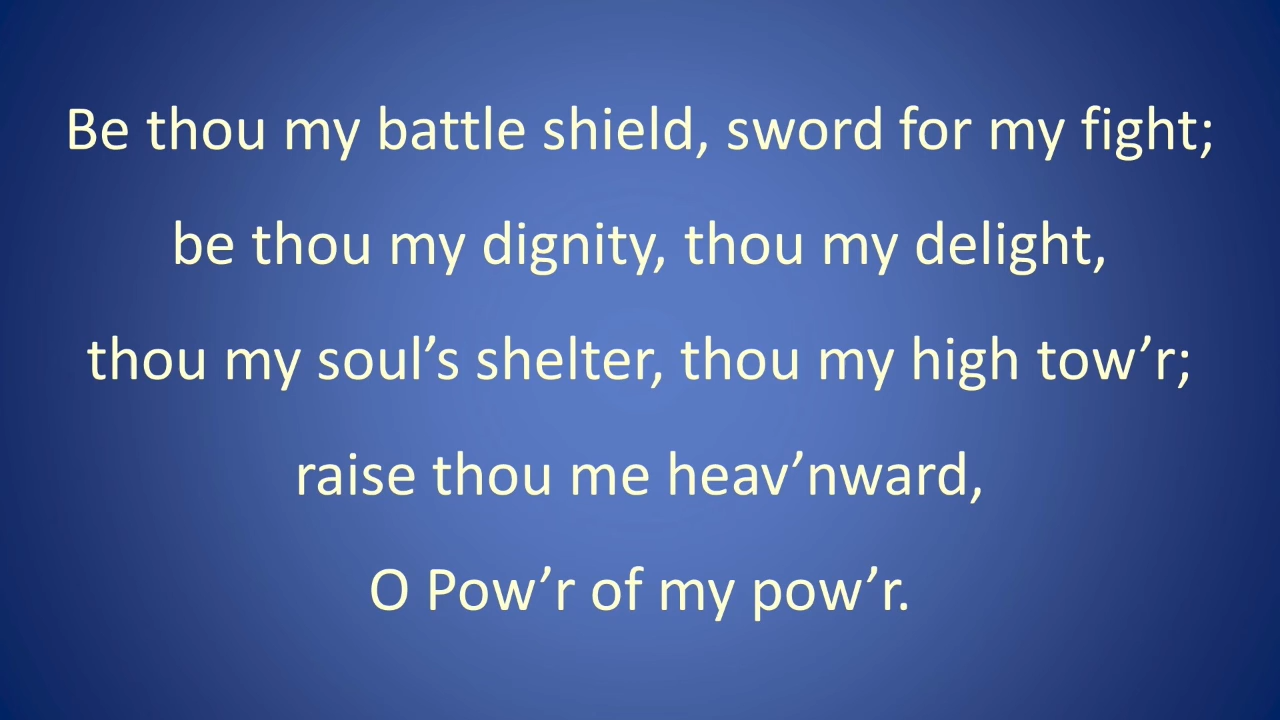 Be thou my battle shield, sword for my fight;
be thou my dignity, thou my delight,
thou my soul’s shelter, thou my high tow’r;
raise thou me heav’nward,
O Pow’r of my pow’r.